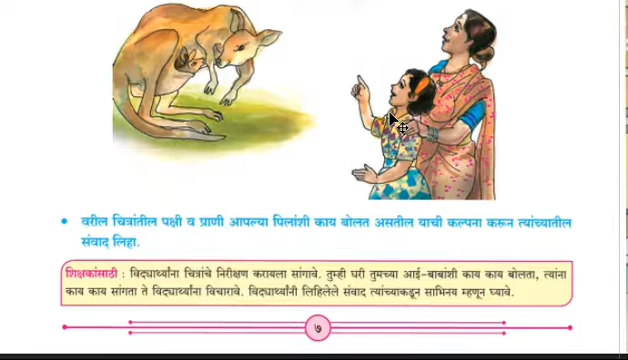 • वरील चित्रांतील पक्षी व प्राणी आपल्या पिलांशी काय बोलत असतील याची कल्पना करून त्यांच्यातील
संवाद लिहा.
शिक्षकांसाठी : विद्यार्थ्यांना चित्रांचे निरीक्षण करायला सांगावे. तुम्ही घरी तुमच्या आई-बाबांशी काय काय बोलता, त्यांना
काय काय सांगता ते विद्यार्थ्यांना विचारावे. विद्यार्थ्यांनी लिहिलेले संवाद त्यांच्याकडून साभिनय म्हणून घ्यावे.
७